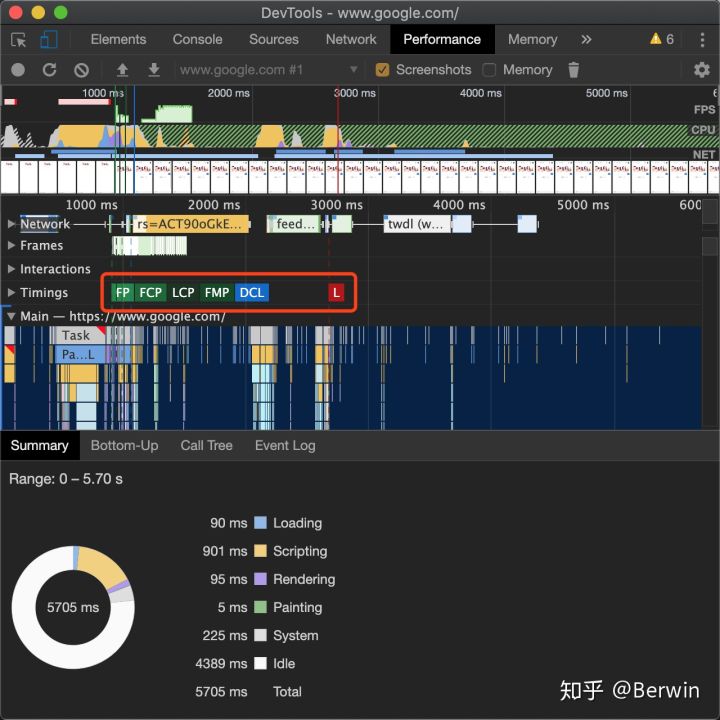 DevTools - www.google.com/
Elements Console Sources Network Performance Memory » 6
www.google.com #1 Screenshots Memory
1000 ms 2000 ms 3000 ms 4000 ms 5000 ms
FPS
CPU
NET
1000 ms 2000 ms 3000 ms 4000 ms 5000 ms 600
Network rs=ACT90oGkE... feed... twdl (w...
Frames
Interactions
Timings FP FCP LCP FMP DCL L
Main — https://www.google.com/
Task
Pa...L
Summary Bottom-Up Call Tree Event Log
Range: 0 – 5.70 s
90 ms Loading
901 ms Scripting
95 ms Rendering
5705 ms 5 ms Painting
225 ms System
4389 ms Idle
5705 ms Total
知乎 @Berwin